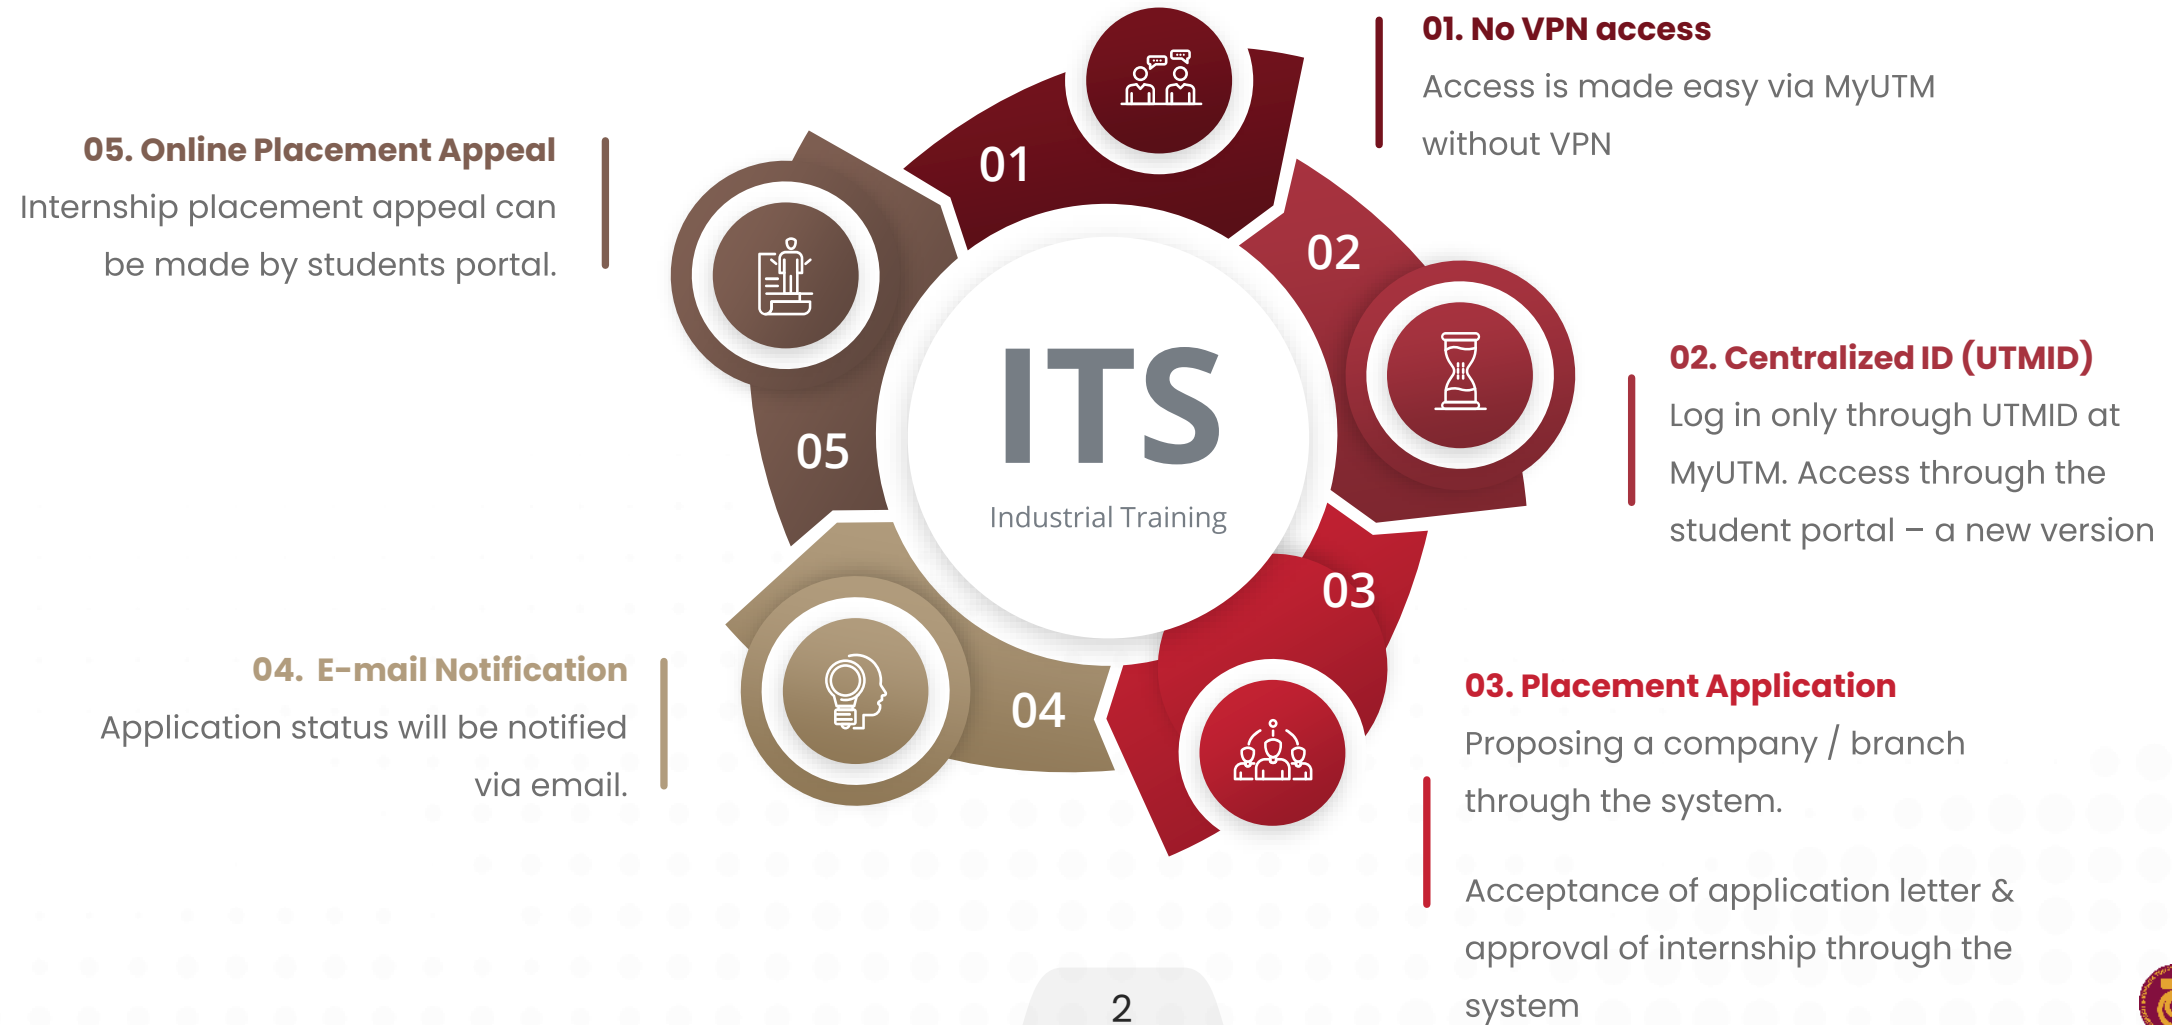 01. No VPN access
Access is made easy via MyUTM
without VPN
02. Centralized ID (UTMID)
Log in only through UTMID at
MyUTM. Access through the
student portal – a new version
03. Placement Application
Proposing a company / branch
through the system.
Acceptance of application letter &
approval of internship through the
system
04. E-mail Notification
Application status will be notified
via email.
05. Online Placement Appeal
Internship placement appeal can
be made by students portal.
01
02
03
04
05
ITS
Industrial Training
2